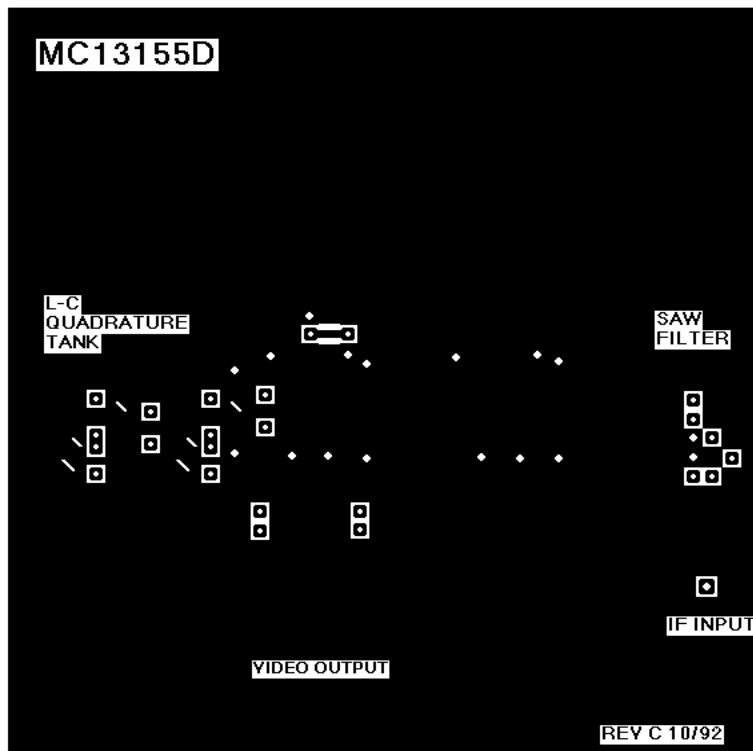 MC13155D
L-C
QUADRATURE
TANK
SAW
FILTER
IF INPUT
VIDEO OUTPUT
REV C 10/92